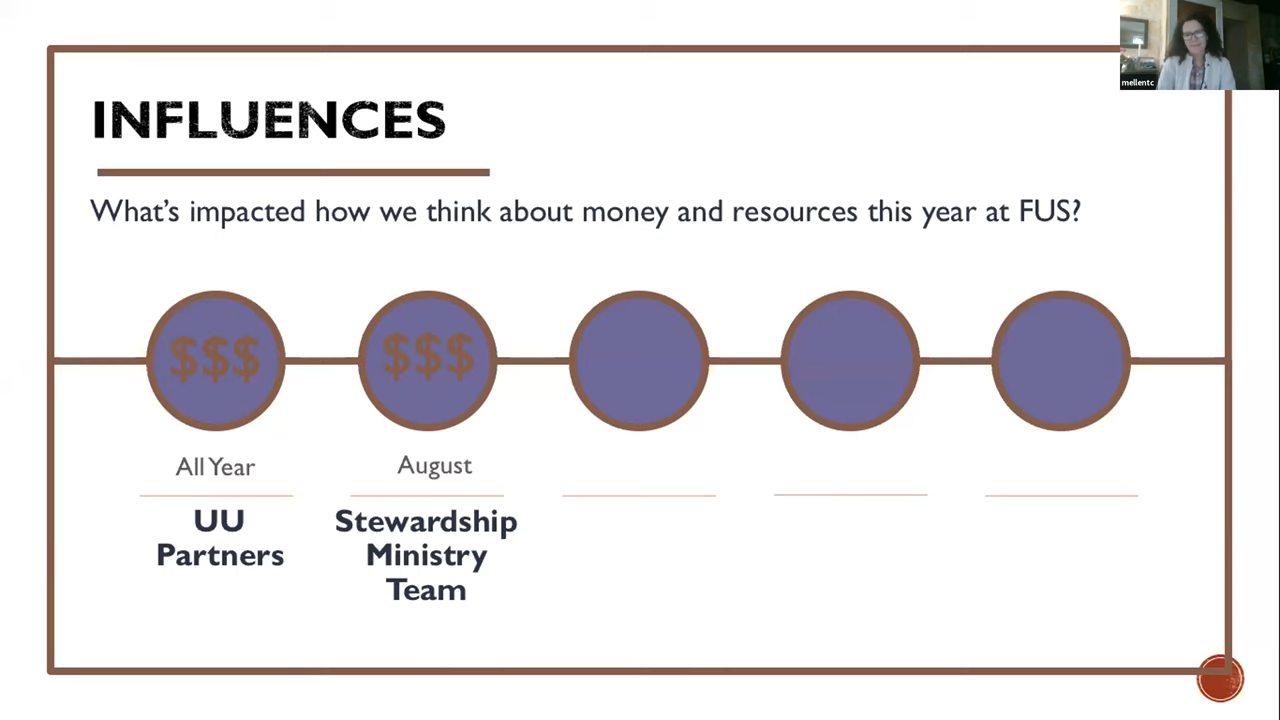 mellentc
INFLUENCES
What's impacted how we think about money and resources this year at FUS?
$$$
$$$
All Year
August
UU
Partners
Stewardship
Ministry
Team